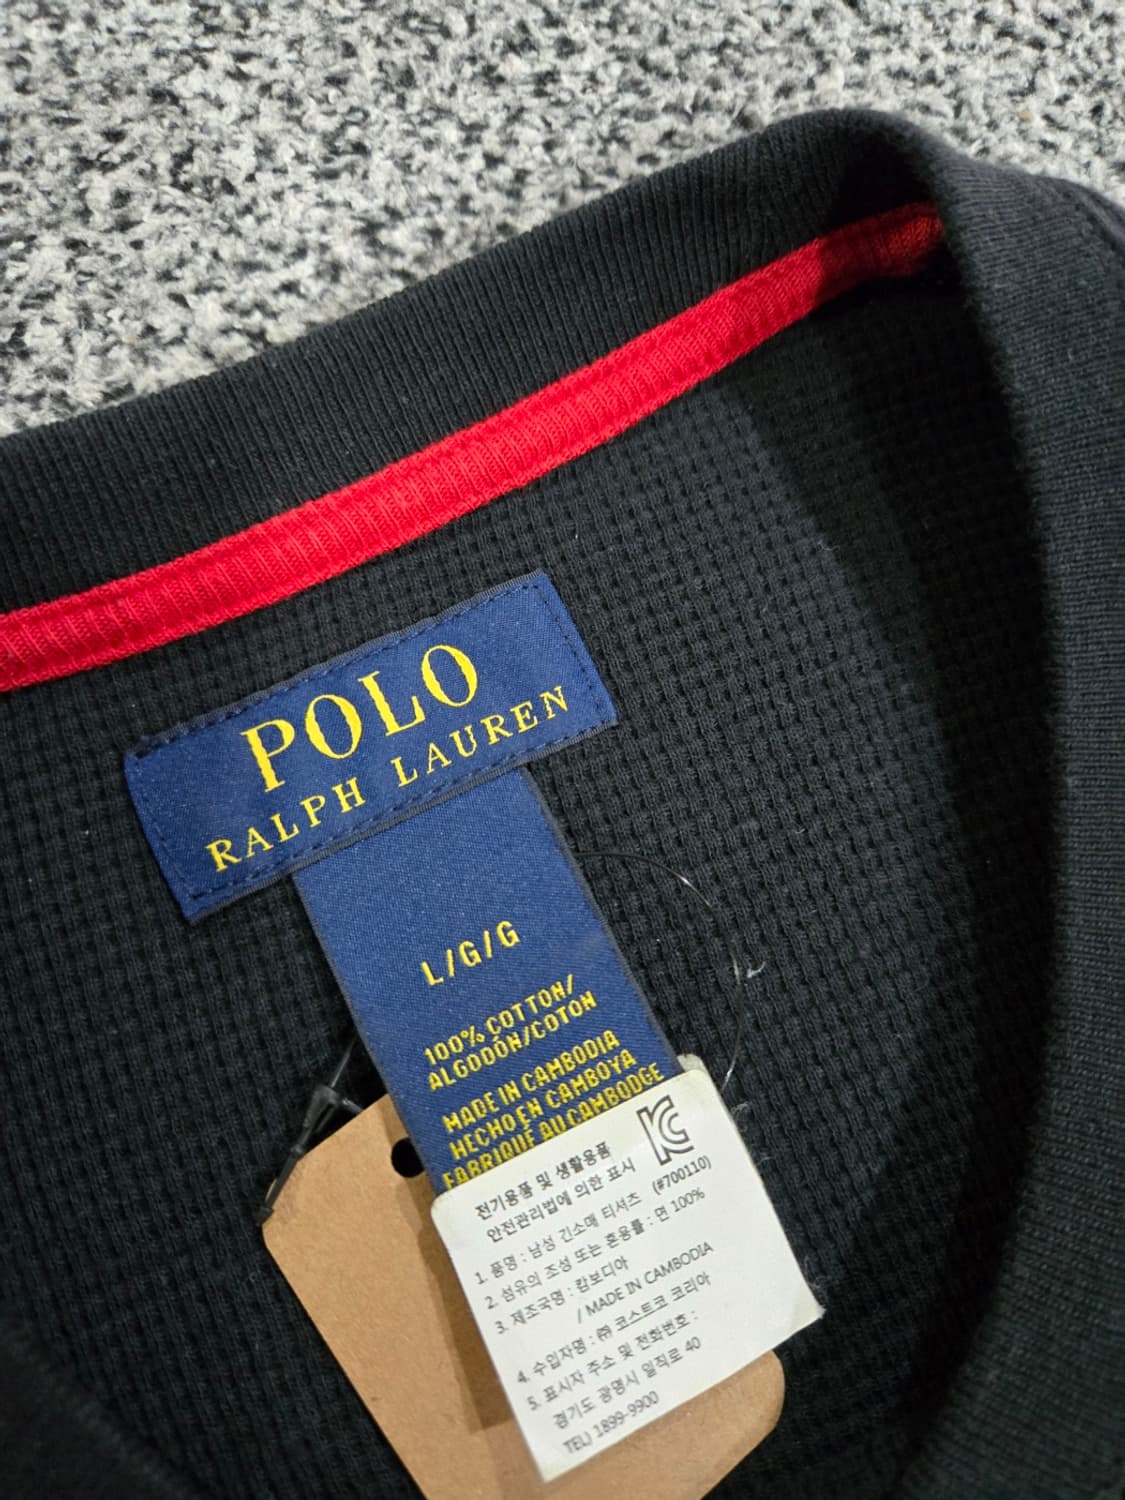 POLO
RALPH LAUREN
L/G/G
100% COTTON/
ALGODÓN/COTON
MADE IN CAMBODIA
HECHO EN CAMBOYA
FABRIQUÉ AU CAMBODGE
전기용품 및 생활용품
안전관리법에 의한 표시
1. 품명 : 남성 긴소매 티셔츠 (#700110)
2. 섬유의 조성 또는 혼용률 : 면 100%
3. 제조국명 : 캄보디아
/ MADE IN CAMBODIA
4. 수입자명 : ㈜ 코스트코 코리아
5. 표시자 주소 및 전화번호 :
경기도 광명시 일직로 40
TEL) 1899-9900